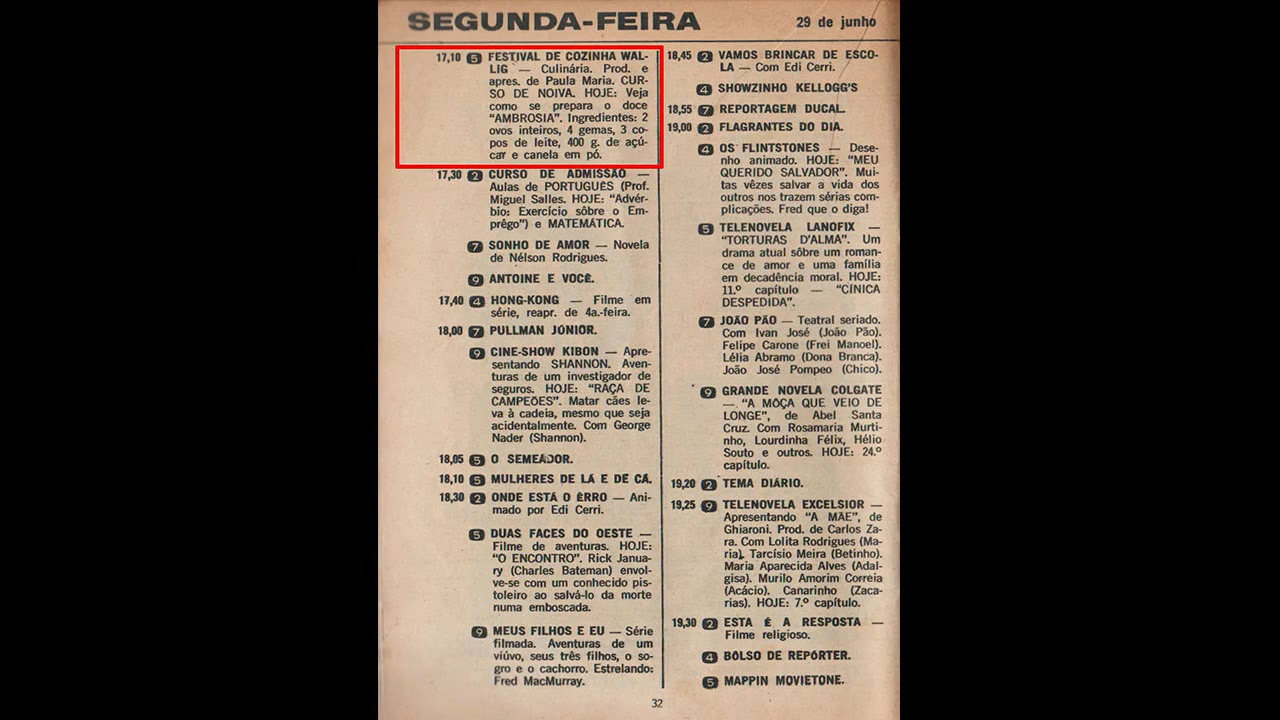 SEGUNDA-FEIRA
29 de junho
17,10 5 FESTIVAL DE COZINHA WAL-
LIG — Culinária. Prod. e
apres. de Paula Maria. CUR-
SO DE NOIVA. HOJE: Veja
como se prepara o doce
“AMBROSIA”. Ingredientes: 2
ovos inteiros, 4 gemas, 3 co-
pos de leite, 400 g. de açú-
car e canela em pó.
17,30 2 CURSO DE ADMISSÃO —
Aulas de PORTUGUÊS (Prof.
Miguel Salles. HOJE: “Advér-
bio: Exercício sôbre o Em-
prêgo”) e MATEMÁTICA.
7 SONHO DE AMOR — Novela
de Nélson Rodrigues.
9 ANTOINE E VOCÊ.
17,40 4 HONG-KONG — Filme em
série, reapr. de 4a.-feira.
18,00 7 PULLMAN JÚNIOR.
9 CINE-SHOW KIBON — Apre-
sentando SHANNON. Aven-
turas de um investigador de
seguros. HOJE: “RAÇA DE
CAMPEÕES”. Matar cães le-
va à cadeia, mesmo que seja
acidentalmente. Com George
Nader (Shannon).
18,05 5 O SEMEADOR.
18,10 5 MULHERES DE LÁ E DE CÁ.
18,30 2 ONDE ESTÁ O ÊRRO — Ani-
mado por Edi Cerri.
5 DUAS FACES DO OESTE —
Filme de aventuras. HOJE:
“O ENCONTRO”. Rick Janua-
ry (Charles Bateman) envol-
ve-se com um conhecido pis-
toleiro ao salvá-lo da morte
numa emboscada.
9 MEUS FILHOS E EU — Série
filmada. Aventuras de um
viúvo, seus três filhos, o so-
gro e o cachorro. Estrelando:
Fred MacMurray.
18,45 2 VAMOS BRINCAR DE ESCO-
LA — Com Edi Cerri.
4 SHOWZINHO KELLOGG'S
18,55 7 REPORTAGEM DUCAL.
19,00 2 FLAGRANTES DO DIA.
4 OS FLINTSTONES — Dese-
nho animado. HOJE: “MEU
QUERIDO SALVADOR”. Mui-
tas vêzes salvar a vida dos
outros nos trazem sérias com-
plicações. Fred que o diga!
5 TELENOVELA LANOFIX —
“TORTURAS D'ALMA”. Um
drama atual sôbre um roman-
ce de amor e uma família
em decadência moral. HOJE:
11.º capítulo — “CÍNICA
DESPEDIDA”.
7 JOÃO PÃO — Teatral seriado.
Com Ivan José (João Pão).
Felipe Carone (Frei Manoel).
Lélia Abramo (Dona Branca).
João José Pompeo (Chico).
9 GRANDE NOVELA COLGATE
— “A MÔÇA QUE VEIO DE
LONGE”, de Abel Santa
Cruz. Com Rosamaria Murti-
nho, Lourdinha Félix, Hélio
Souto e outros. HOJE: 24.º
capítulo.
19,20 2 TEMA DIÁRIO.
19,25 9 TELENOVELA EXCELSIOR —
Apresentando “A MÃE”, de
Ghiaroni. Prod. de Carlos Za-
ra. Com Lolita Rodrigues (Ma-
ria), Tarcísio Meira (Betinho).
Maria Aparecida Alves (Adal-
gisa). Murilo Amorim Correia
(Acácio). Canarinho (Zaca-
rias). HOJE: 7.º capítulo.
19,30 2 ESTA É A RESPOSTA —
Filme religioso.
4 BÔLSO DE REPÓRTER.
5 MAPPIN MOVIETONE.
32